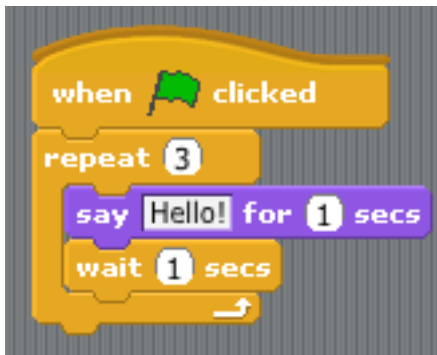 when clicked
repeat 3
say Hello! for 1 secs
wait 1 secs